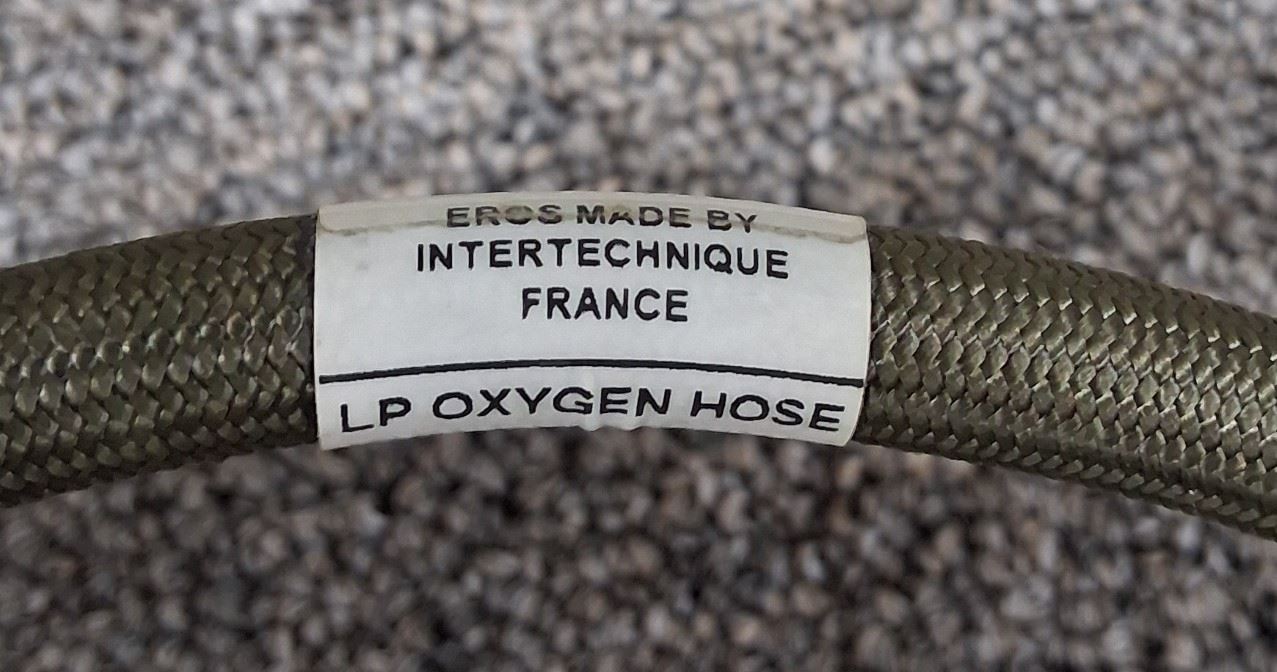 EROS MADE BY
INTERTECHNIQUE
FRANCE
LP OXYGEN HOSE